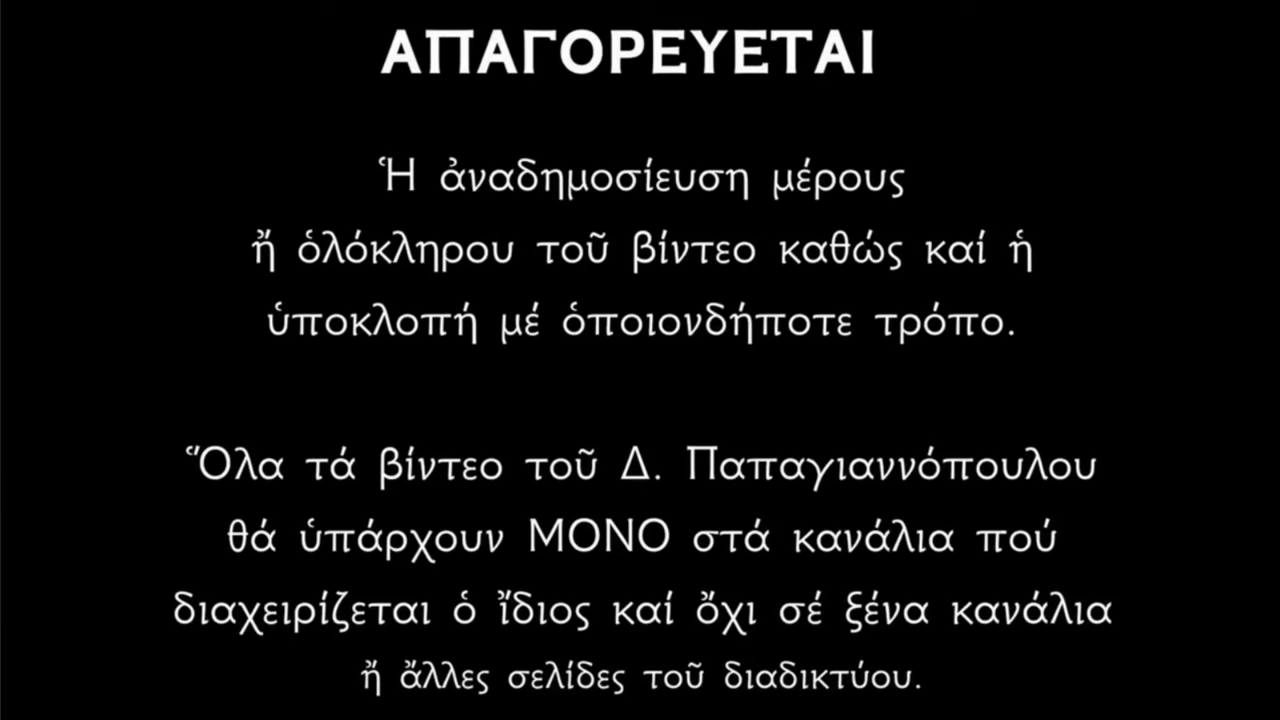 ΑΠΑΓΟΡΕΥΕΤΑΙ
Ἡ ἀναδημοσίευση μέρους
ἤ ὁλόκληρου τοῦ βίντεο καθώς καί ἡ
ὑποκλοπή μέ ὁποιονδήποτε τρόπο.
Ὅλα τά βίντεο τοῦ Δ. Παπαγιαννόπουλου
θά ὑπάρχουν ΜΟΝΟ στά κανάλια πού
διαχειρίζεται ὁ ἴδιος καί ὄχι σέ ξένα κανάλια
ἤ ἄλλες σελίδες τοῦ διαδικτύου.